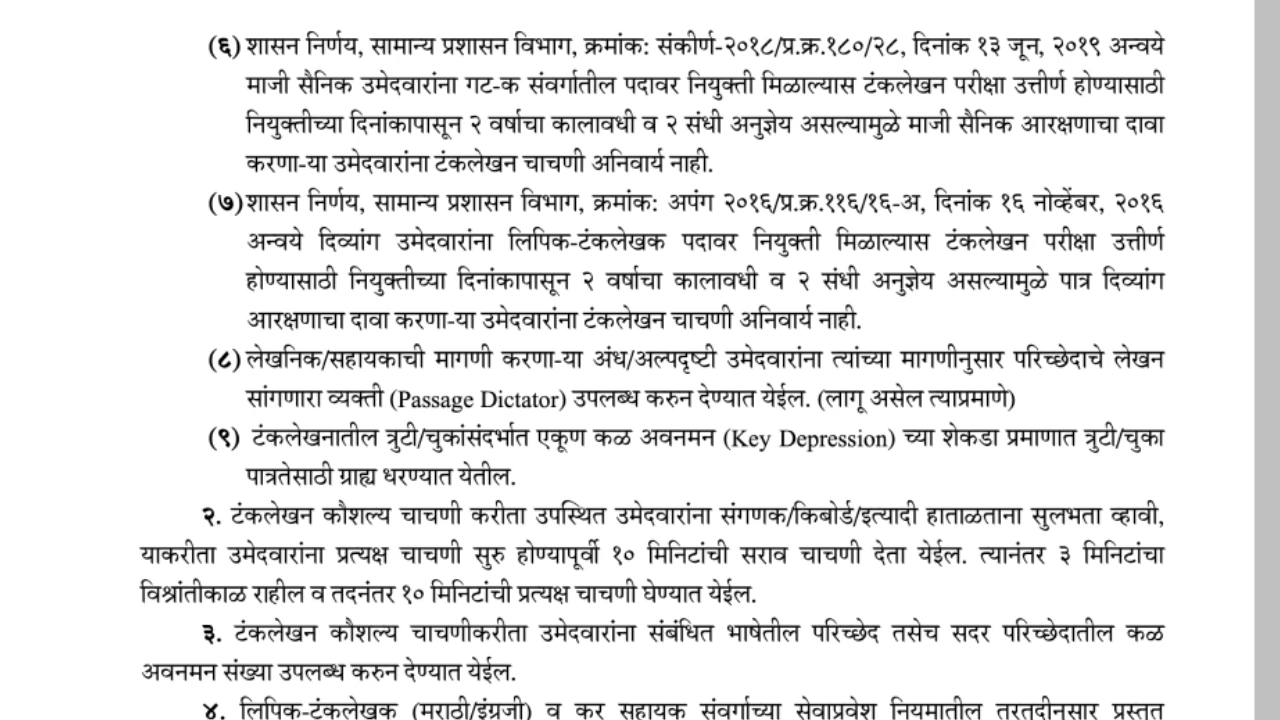 (६) शासन निर्णय, सामान्य प्रशासन विभाग, क्रमांक: संकीर्ण-२०१८/प्र.क्र.१८०/२८, दिनांक १३ जून, २०१९ अन्वये
माजी सैनिक उमेदवारांना गट-क संवर्गातील पदावर नियुक्ती मिळाल्यास टंकलेखन परीक्षा उत्तीर्ण होण्यासाठी
नियुक्तीच्या दिनांकापासून २ वर्षाचा कालावधी व २ संधी अनुज्ञेय असल्यामुळे माजी सैनिक आरक्षणाचा दावा
करणा-या उमेदवारांना टंकलेखन चाचणी अनिवार्य नाही.
(७) शासन निर्णय, सामान्य प्रशासन विभाग, क्रमांक: अपंग २०१६/प्र.क्र.११६/१६-अ, दिनांक १६ नोव्हेंबर, २०१६
अन्वये दिव्यांग उमेदवारांना लिपिक-टंकलेखक पदावर नियुक्ती मिळाल्यास टंकलेखन परीक्षा उत्तीर्ण
होण्यासाठी नियुक्तीच्या दिनांकापासून २ वर्षाचा कालावधी व २ संधी अनुज्ञेय असल्यामुळे पात्र दिव्यांग
आरक्षणाचा दावा करणा-या उमेदवारांना टंकलेखन चाचणी अनिवार्य नाही.
(८) लेखनिक/सहायकाची मागणी करणा-या अंध/अल्पदृष्टी उमेदवारांना त्यांच्या मागणीनुसार परिच्छेदाचे लेखन
सांगणारा व्यक्ती (Passage Dictator) उपलब्ध करुन देण्यात येईल. (लागू असेल त्याप्रमाणे)
(९) टंकलेखनातील त्रुटी/चुकांसंदर्भात एकूण कळ अवनमन (Key Depression) च्या शेकडा प्रमाणात त्रुटी/चुका
पात्रतेसाठी ग्राह्य धरण्यात येतील.
२. टंकलेखन कौशल्य चाचणी करीता उपस्थित उमेदवारांना संगणक/किबोर्ड/इत्यादी हाताळताना सुलभता व्हावी,
याकरीता उमेदवारांना प्रत्यक्ष चाचणी सुरु होण्यापूर्वी १० मिनिटांची सराव चाचणी देता येईल. त्यानंतर ३ मिनिटांचा
विश्रांतीकाळ राहील व तदनंतर १० मिनिटांची प्रत्यक्ष चाचणी घेण्यात येईल.
३. टंकलेखन कौशल्य चाचणीकरीता उमेदवारांना संबंधित भाषेतील परिच्छेद तसेच सदर परिच्छेदातील कळ
अवनमन संख्या उपलब्ध करुन देण्यात येईल.
४. लिपिक-टंकलेखक (मराठी/इंग्रजी) व कर सहायक संवर्गाच्या सेवाप्रवेश नियमातील तरतुदीनुसार प्रस्तुत